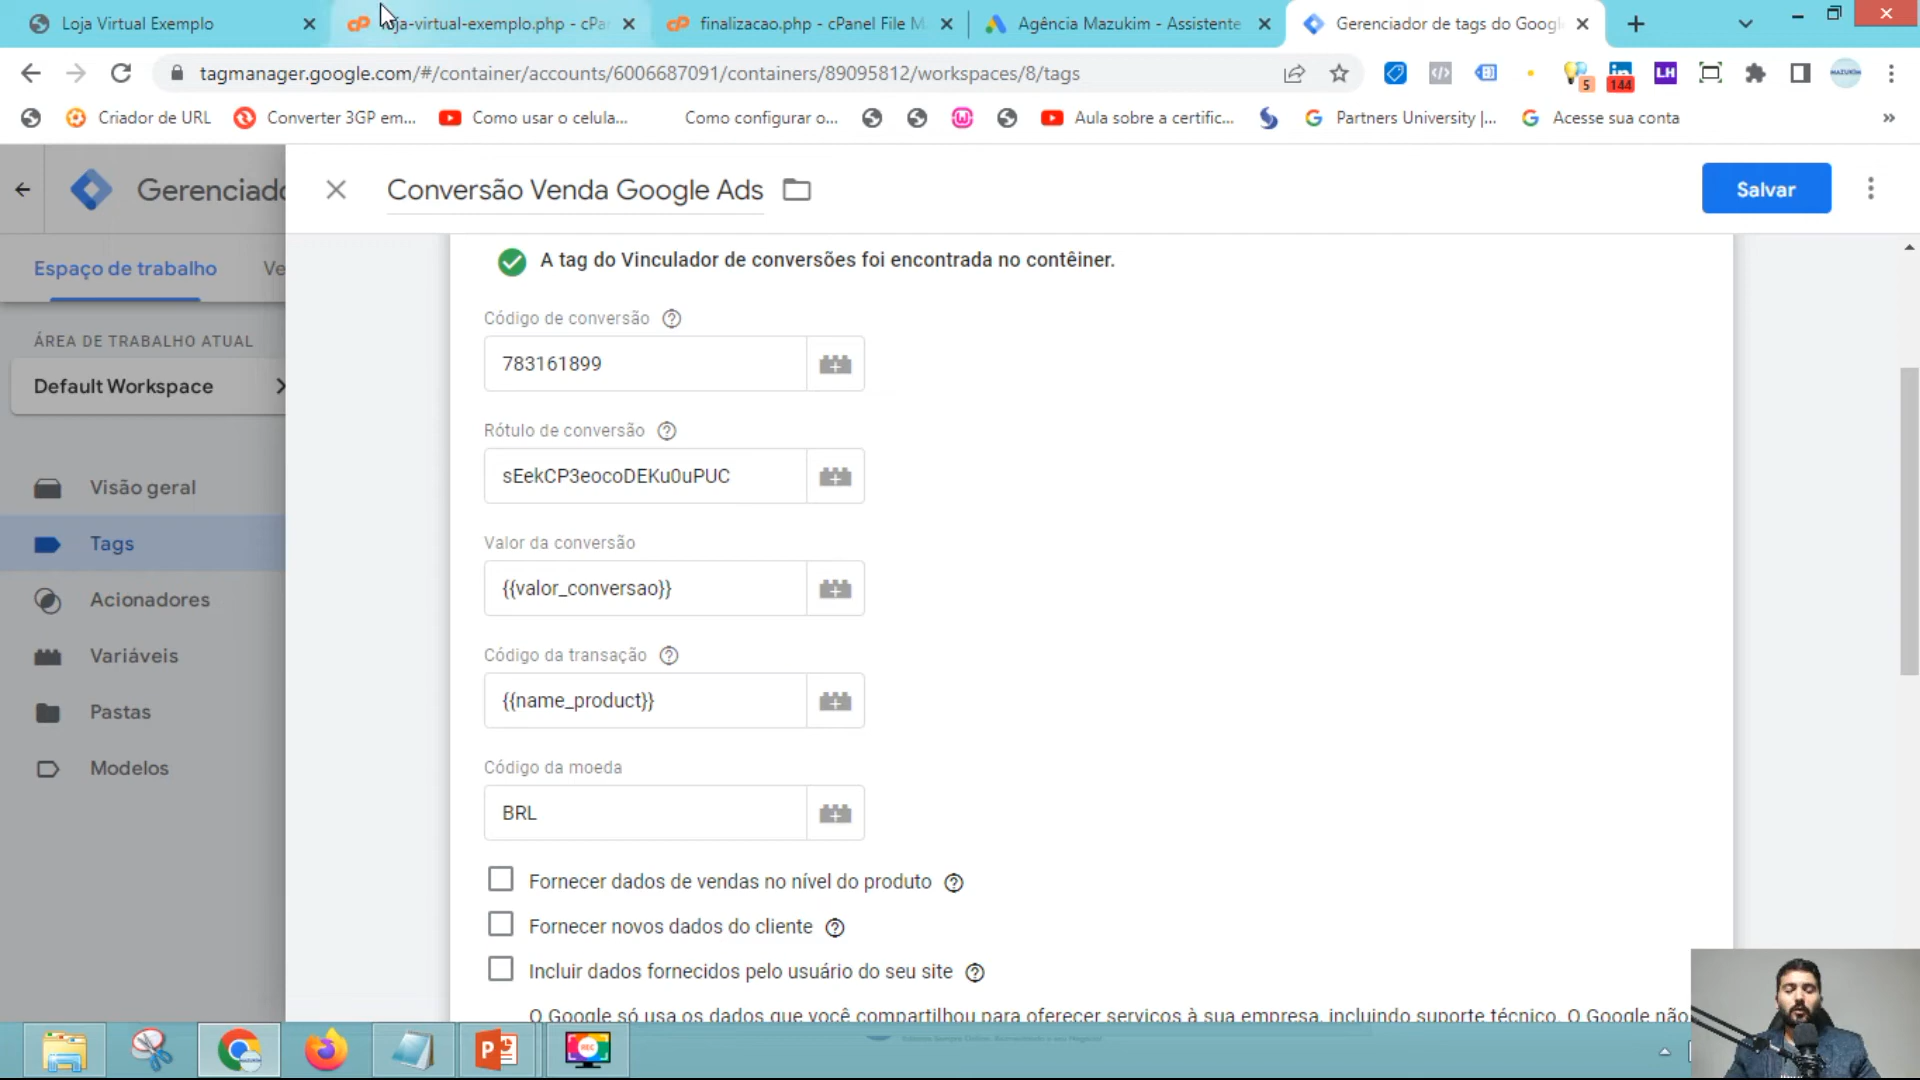 Loja Virtual Exemplo
loja-virtual-exemplo.php - cPa
finalizacao.php - cPanel File M
Agência Mazukim - Assistente
Gerenciador de tags do Googl
tagmanager.google.com/#/container/accounts/6006687091/containers/89095812/workspaces/8/tags
5
144
LH
MAZUKIM
Criador de URL
Converter 3GP em...
Como usar o celula...
Como configurar o...
Aula sobre a certific...
Partners University |...
Acesse sua conta
»
Gerenciado
Conversão Venda Google Ads
Salvar
Espaço de trabalho
Ve
A tag do Vinculador de conversões foi encontrada no contêiner.
ÁREA DE TRABALHO ATUAL
Default Workspace
Visão geral
Tags
Acionadores
Variáveis
Pastas
Modelos
Código de conversão
783161899
Rótulo de conversão
sEekCP3eocoDEKu0uPUC
Valor da conversão
{{valor_conversao}}
Código da transação
{{name_product}}
Código da moeda
BRL
Fornecer dados de vendas no nível do produto
Fornecer novos dados do cliente
Incluir dados fornecidos pelo usuário do seu site
O Google só usa os dados que você compartilhou para oferecer serviços à sua empresa, incluindo suporte técnico. O Google não
REC